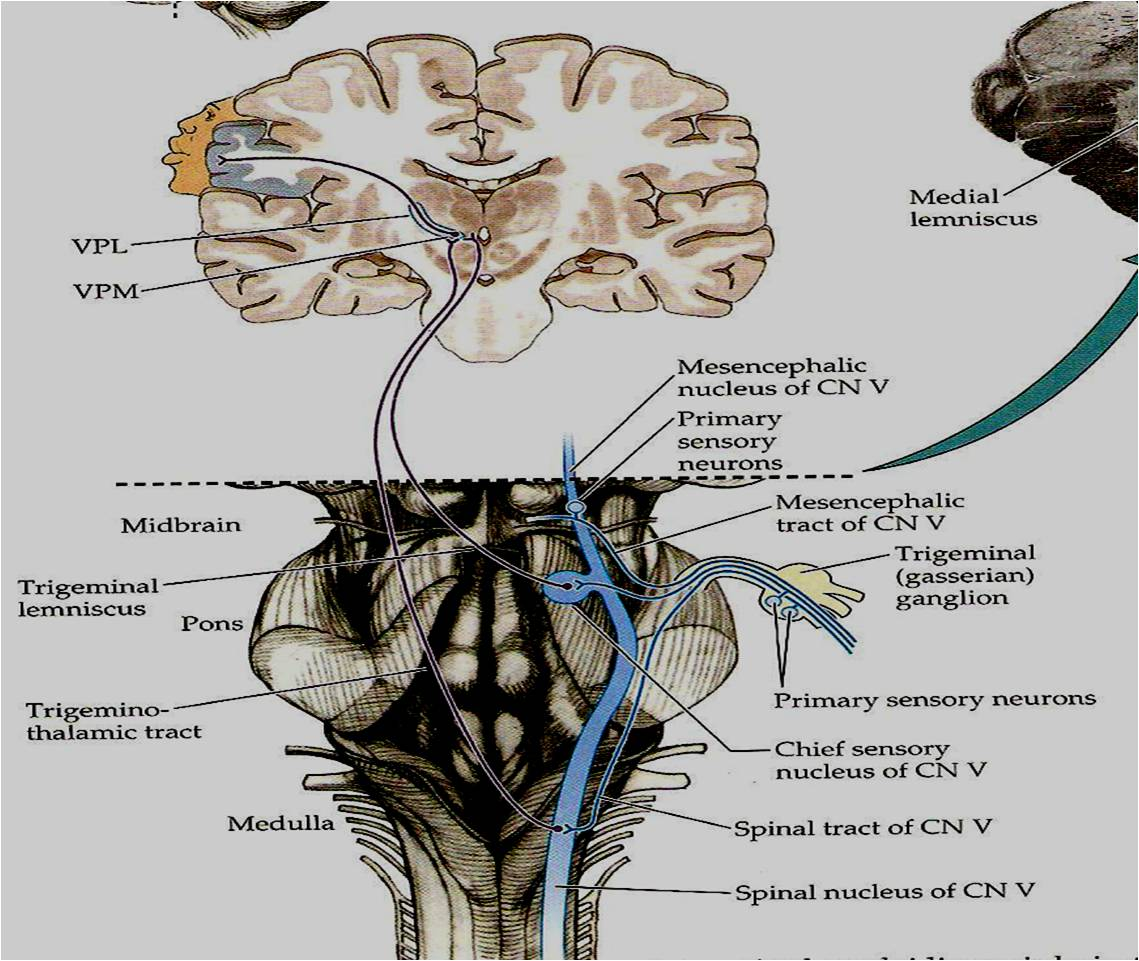 Medial
lemniscus
VPL
VPM
Mesencephalic
nucleus of CN V
Primary
sensory
neurons
Mesencephalic
tract of CN V
Midbrain
Trigeminal
(gasserian)
ganglion
Trigeminal
lemniscus
Pons
Primary sensory neurons
Trigemino-
thalamic tract
Chief sensory
nucleus of CN V
Medulla
Spinal tract of CN V
Spinal nucleus of CN V